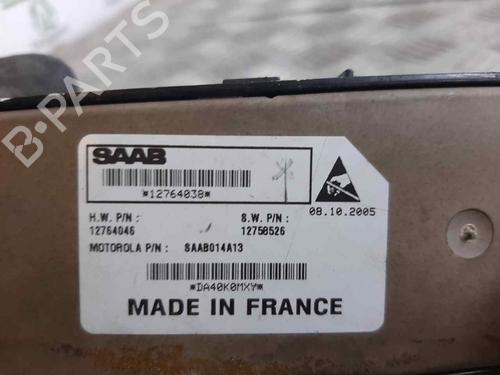 B-PARTS
SAAB
*12764038*
08.10.2005
H.W. P/N : S.W. P/N :
12764046 12758526
MOTOROLA P/N : SAAB014A13
*DA40K0MXY*
MADE IN FRANCE